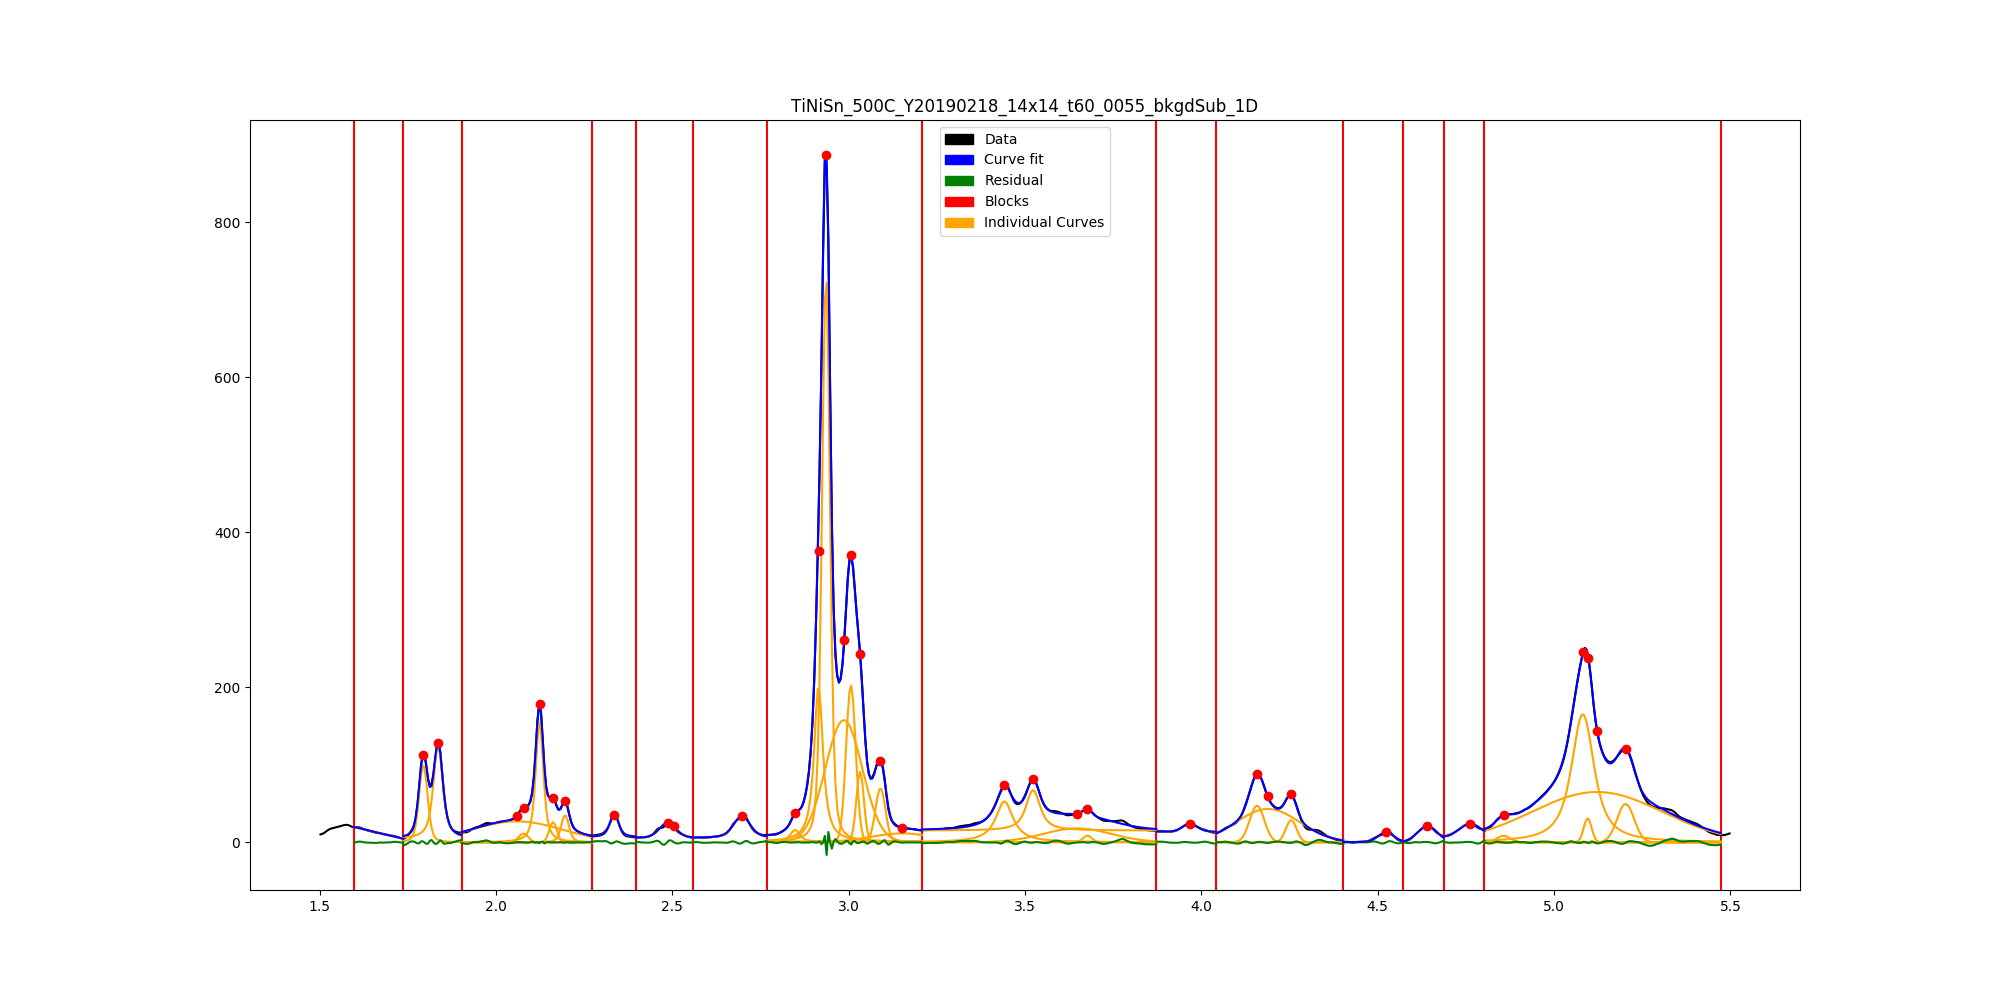 TiNiSn_500C_Y20190218_14x14_t60_0055_bkgdSub_1D
Data
Curve fit
Residual
Blocks
Individual Curves
800
600
400
200
0
1.5 2.0 2.5 3.0 3.5 4.0 4.5 5.0 5.5